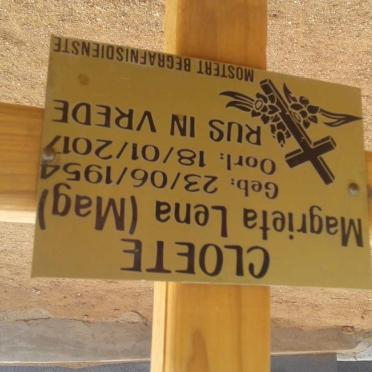 CLOETE
Magrieta Lena (Mag)
Geb: 23/06/1954
Oorl: 18/01/2017
RUS IN VREDE
MOSTERT BEGRAFNISDIENSTE